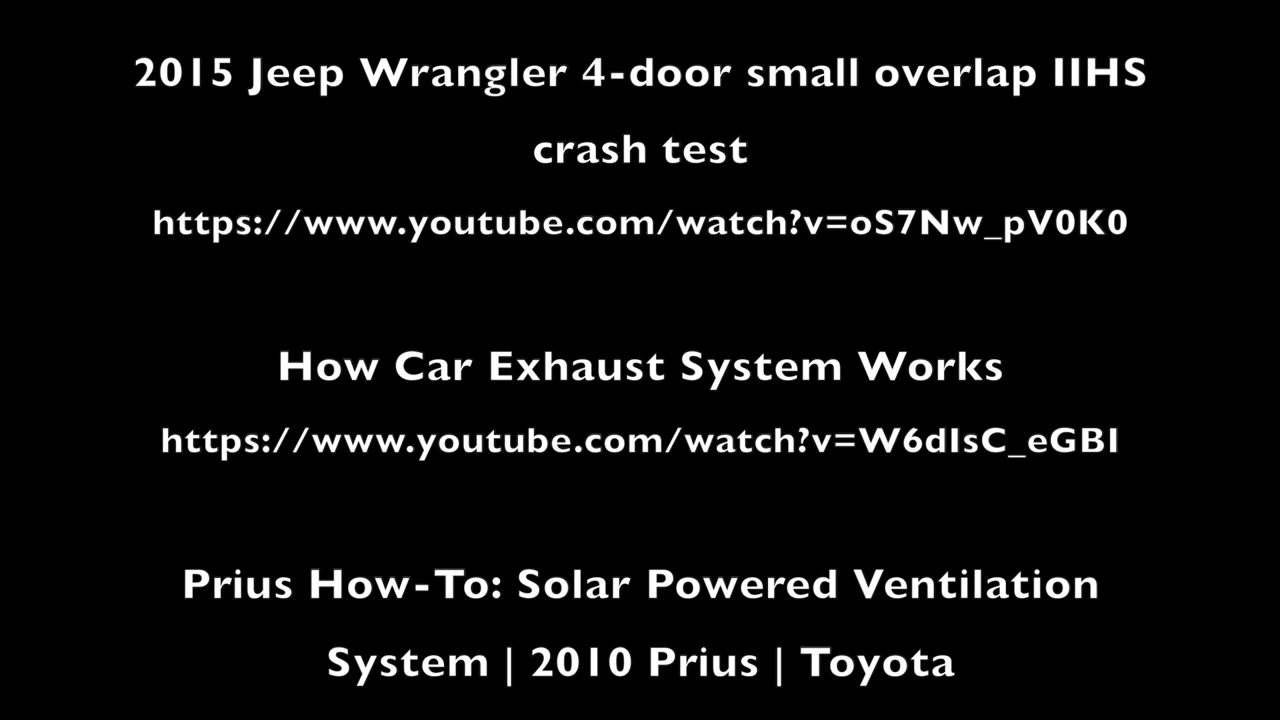 2015 Jeep Wrangler 4-door small overlap IIHS
crash test
https://www.youtube.com/watch?v=oS7Nw_pV0K0
How Car Exhaust System Works
https://www.youtube.com/watch?v=W6dIsC_eGBI
Prius How-To: Solar Powered Ventilation
System | 2010 Prius | Toyota